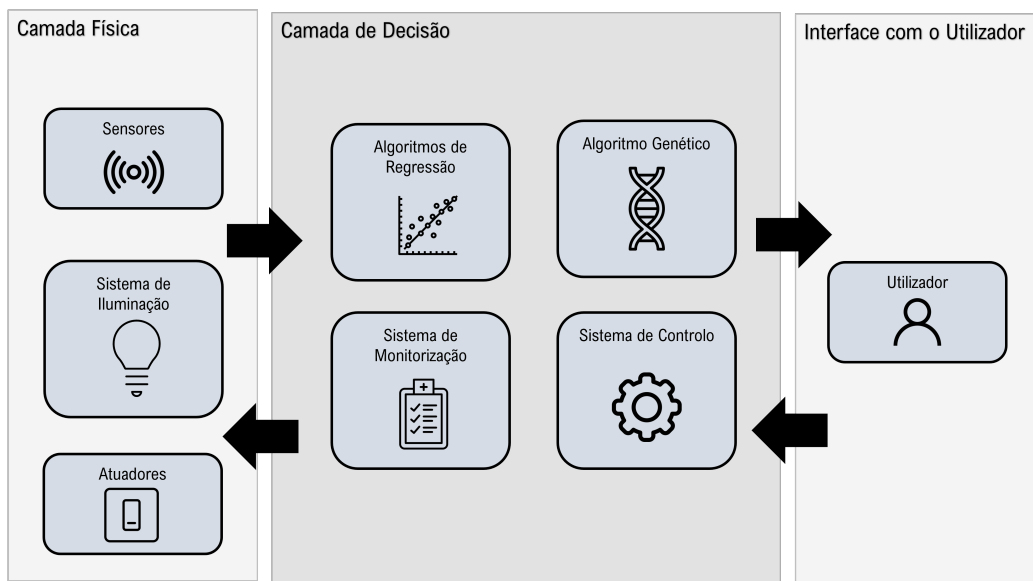 Camada Física
Sensores
Sistema de
Iluminação
Atuadores
Camada de Decisão
Algoritmos de
Regressão
Algoritmo Genético
Sistema de
Monitorização
Sistema de Controlo
Interface com o Utilizador
Utilizador